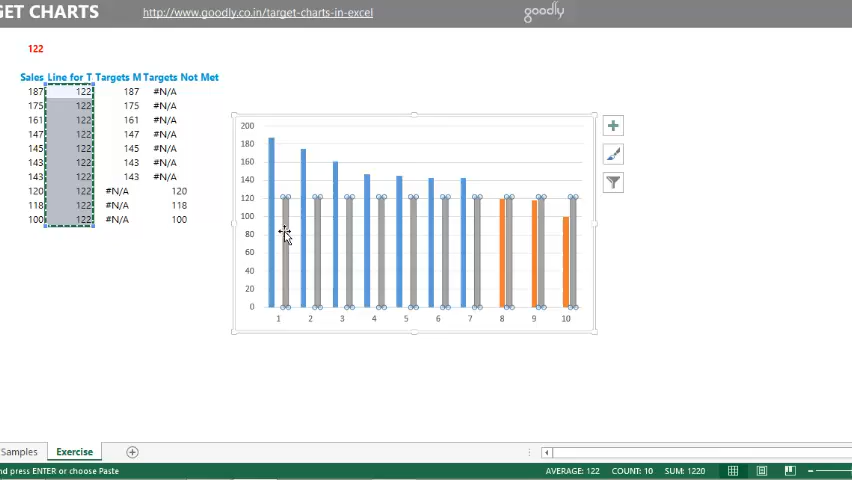 GET CHARTS http://www.goodly.co.in/target-charts-in-excel goodly
122
Sales Line for T Targets M Targets Not Met
187 122 187 #N/A
175 122 175 #N/A
161 122 161 #N/A
147 122 147 #N/A
145 122 145 #N/A
143 122 143 #N/A
143 122 143 #N/A
120 122 #N/A 120
118 122 #N/A 118
100 122 #N/A 100
200
180
160
140
120
100
80
60
40
20
0
1 2 3 4 5 6 7 8 9 10
Samples Exercise
nd press ENTER or choose Paste AVERAGE: 122 COUNT: 10 SUM: 1220